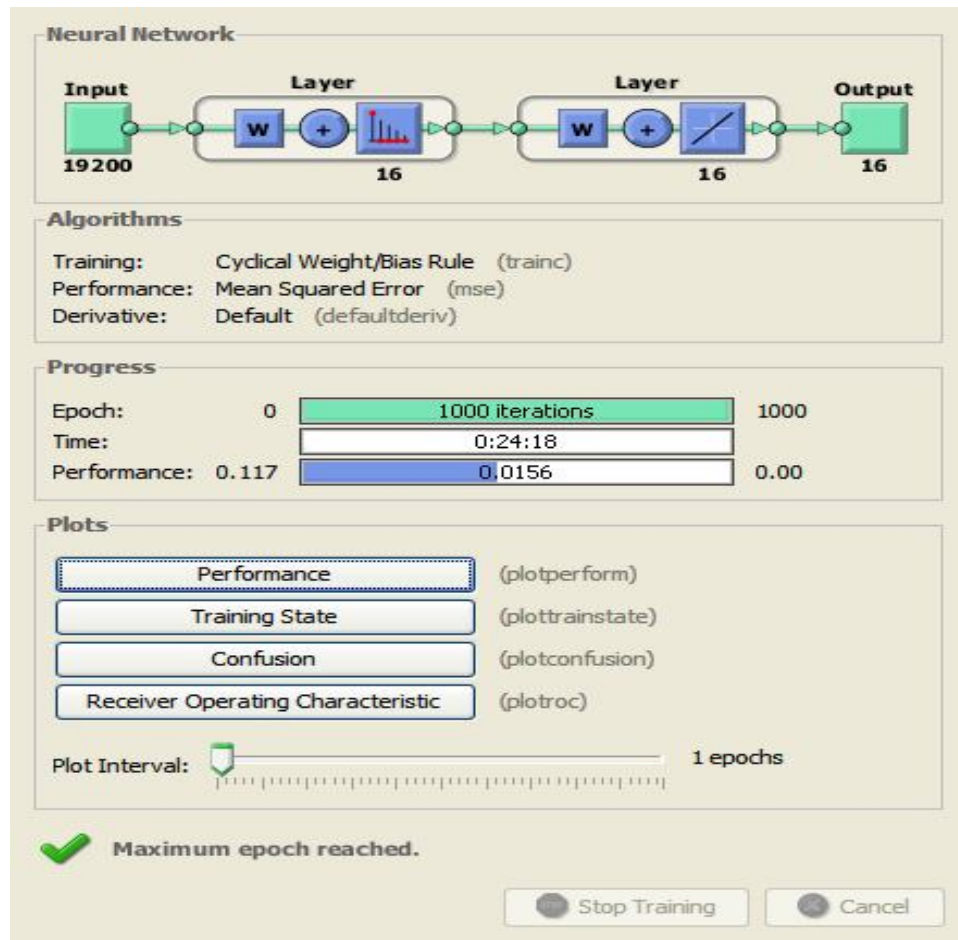 Neural Network
Input Layer Layer Output
W + W +
19200 16 16 16
Algorithms
Training: Cyclical Weight/Bias Rule (trainc)
Performance: Mean Squared Error (mse)
Derivative: Default (defaultderiv)
Progress
Epoch: 0 1000 iterations 1000
Time: 0:24:18
Performance: 0.117 0.0156 0.00
Plots
Performance (plotperform)
Training State (plottrainstate)
Confusion (plotconfusion)
Receiver Operating Characteristic (plotroc)
Plot Interval: 1 epochs
Maximum epoch reached.
Stop Training Cancel